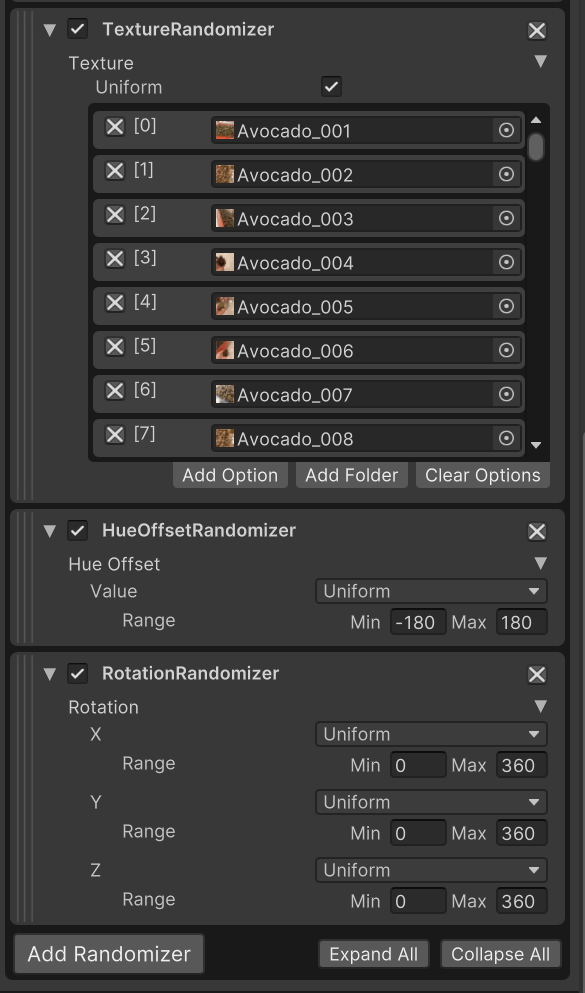 TextureRandomizer
Texture
Uniform
[0] Avocado_001
[1] Avocado_002
[2] Avocado_003
[3] Avocado_004
[4] Avocado_005
[5] Avocado_006
[6] Avocado_007
[7] Avocado_008
Add Option Add Folder Clear Options
HueOffsetRandomizer
Hue Offset
Value Uniform
Range Min -180 Max 180
RotationRandomizer
Rotation
X Uniform
Range Min 0 Max 360
Y Uniform
Range Min 0 Max 360
Z Uniform
Range Min 0 Max 360
Add Randomizer Expand All Collapse All